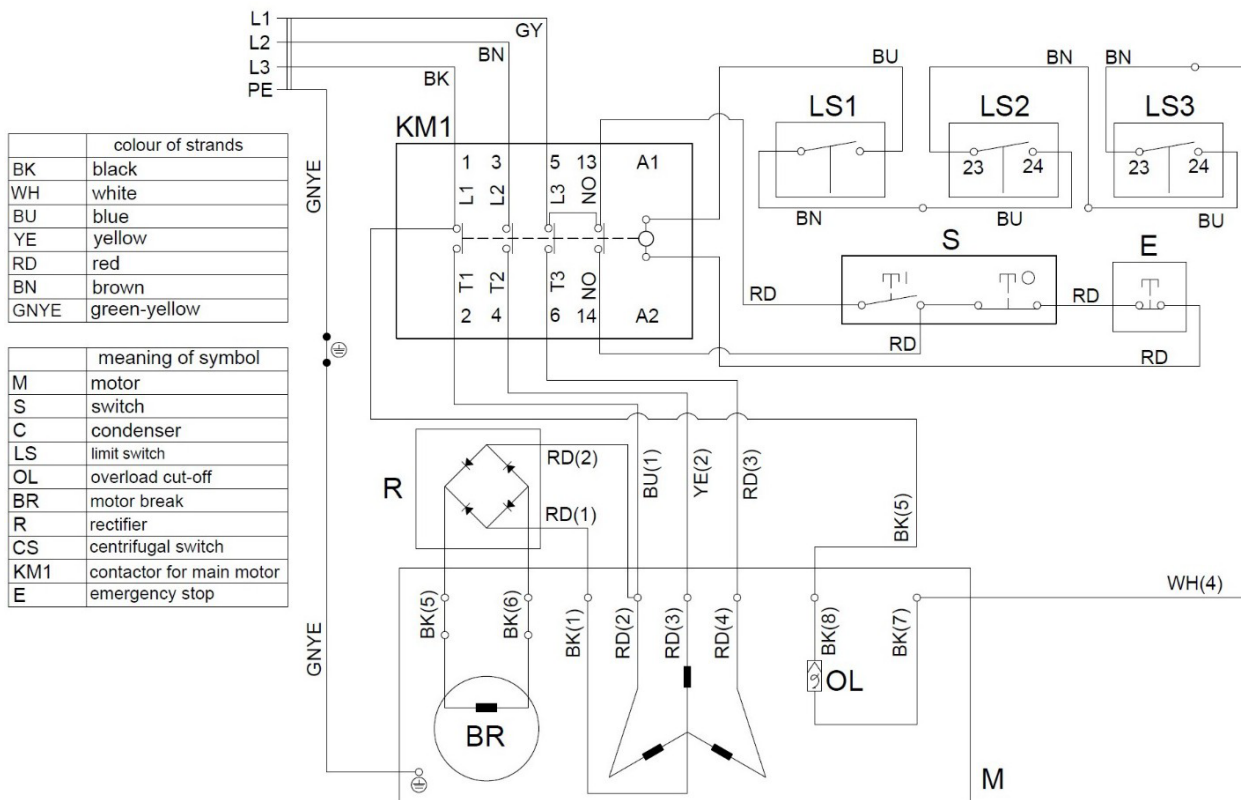 L1
L2
L3
PE
GY
BN
BK
GNYE
BU
BN
BN
LS1
LS2
LS3
23 24
23 24
BN
BU
BU
KM1
1 3 5 13 A1
L1 L2 L3 NO
T1 T2 T3 NO
2 4 6 14 A2
S
I
E
RD
RD
RD
RD
colour of strands
BK black
WH white
BU blue
YE yellow
RD red
BN brown
GNYE green-yellow
meaning of symbol
M motor
S switch
C condenser
LS limit switch
OL overload cut-off
BR motor break
R rectifier
CS centrifugal switch
KM1 contactor for main motor
E emergency stop
R
RD(2)
RD(1)
BU(1)
YE(2)
RD(3)
BK(5)
WH(4)
GNYE
BK(5)
BK(6)
BK(1)
RD(2)
RD(3)
RD(4)
BK(8)
BK(7)
OL
BR
M